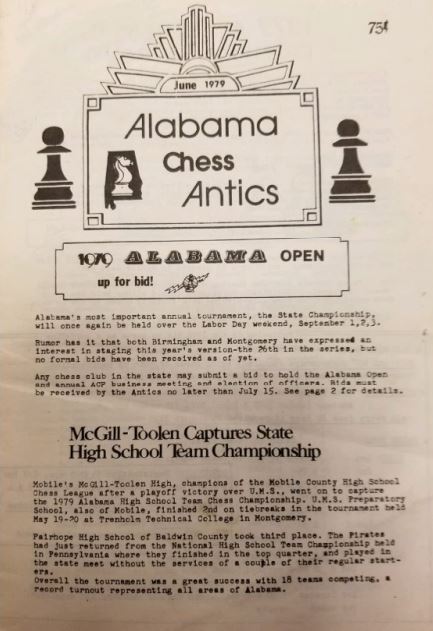 75¢
June 1979
Alabama
Chess
Antics
1979 ALABAMA OPEN
up for bid!
Alabama's most important annual tournament, the State Championship,
will once again be held over the Labor Day weekend, September 1,2,3.
Rumor has it that both Birmingham and Montgomery have expressed an
interest in staging this year's version-the 26th in the series, but
no formal bids have been received as of yet.
Any chess club in the state may submit a bid to hold the Alabama Open
and annual ACF business meeting and election of officers. Bids must
be received by the Antics no later than July 15. See page 2 for details.
McGill-Toolen Captures State
High School Team Championship
Mobile's McGill-Toolen High, champions of the Mobile County High School
Chess League after a playoff victory over U.M.S., went on to capture
the 1979 Alabama High School Team Chess Championship. U.M.S. Preparatory
School, also of Mobile, finished 2nd on tiebreaks in the tournament held
May 19-20 at Trenholm Technical College in Montgomery.
Fairhope High School of Baldwin County took third place. The Pirates
had just returned from the National High School Team Championship held
in Pennsylvania where they finished in the top quarter, and played in
the state meet without the services of a couple of their regular start-
ers.
Overall the tournament was a great success with 18 teams competing, a
record turnout representing all areas of Alabama.